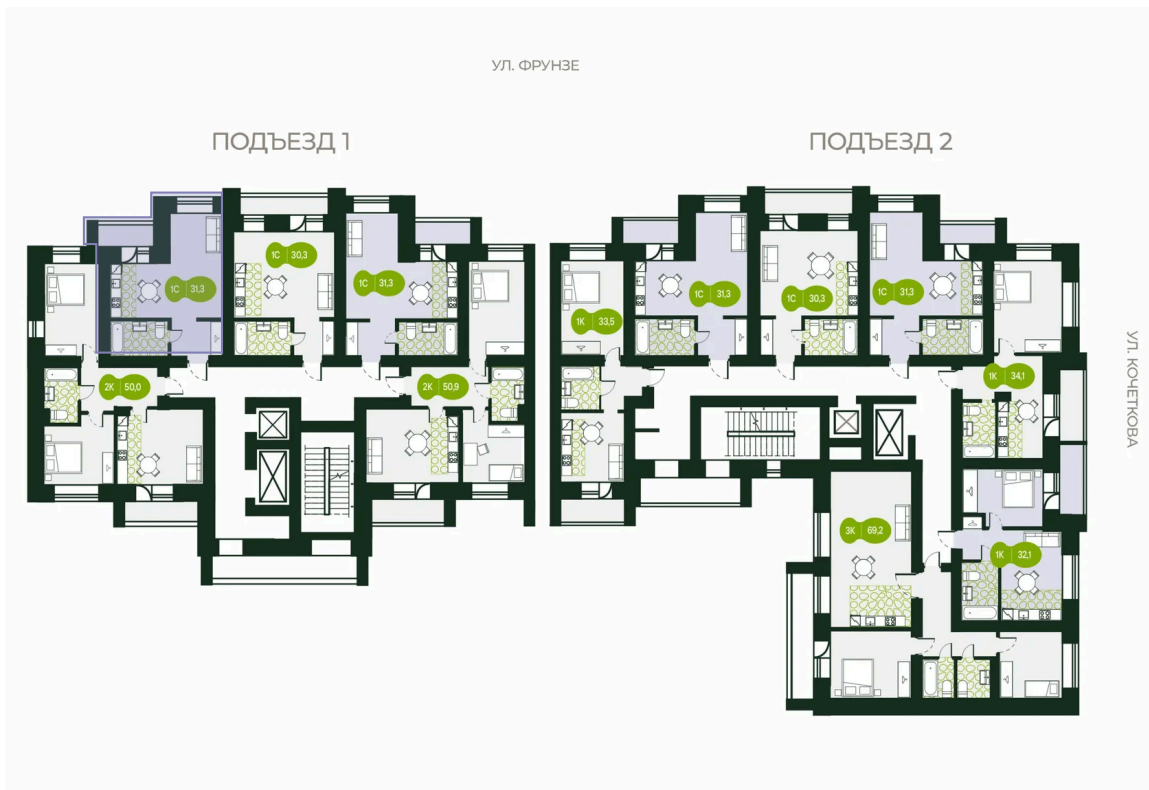 УЛ. ФРУНЗЕ
ПОДЪЕЗД 1
ПОДЪЕЗД 2
1С 31,3
1С 30,3
1С 31,3
2К 50,0
2К 50,9
1К 33,5
1С 31,3
1С 30,3
1С 31,3
1К 34,1
3К 69,2
1К 32,1
УЛ. КОЧЕТКОВА